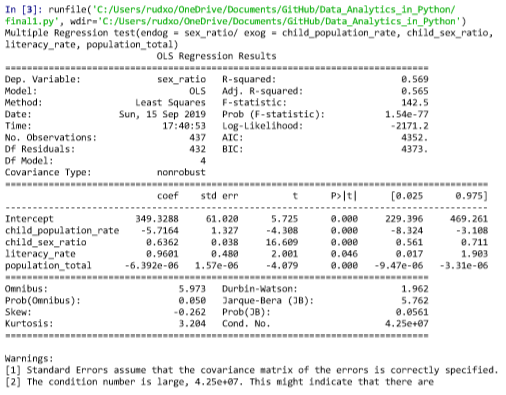 In [3]: runfile('C:/Users/rudxo/OneDrive/Documents/GitHub/Data_Analytics_in_Python/
final1.py', wdir='C:/Users/rudxo/OneDrive/Documents/GitHub/Data_Analytics_in_Python')
Multiple Regression test(endog = sex_ratio/ exog = child_population_rate, child_sex_ratio,
literacy_rate, population_total)
OLS Regression Results
==============================================================================
Dep. Variable: sex_ratio R-squared: 0.569
Model: OLS Adj. R-squared: 0.565
Method: Least Squares F-statistic: 142.5
Date: Sun, 15 Sep 2019 Prob (F-statistic): 1.54e-77
Time: 17:40:53 Log-Likelihood: -2171.2
No. Observations: 437 AIC: 4352.
Df Residuals: 432 BIC: 4373.
Df Model: 4
Covariance Type: nonrobust
=========================================================================================
coef std err t P>|t| [0.025 0.975]
-----------------------------------------------------------------------------------------
Intercept 349.3288 61.020 5.725 0.000 229.396 469.261
child_population_rate -5.7164 1.327 -4.308 0.000 -8.324 -3.108
child_sex_ratio 0.6362 0.038 16.609 0.000 0.561 0.711
literacy_rate 0.9601 0.480 2.001 0.046 0.017 1.903
population_total -6.392e-06 1.57e-06 -4.079 0.000 -9.47e-06 -3.31e-06
==============================================================================
Omnibus: 5.973 Durbin-Watson: 1.962
Prob(Omnibus): 0.050 Jarque-Bera (JB): 5.762
Skew: -0.262 Prob(JB): 0.0561
Kurtosis: 3.204 Cond. No. 4.25e+07
==============================================================================
Warnings:
[1] Standard Errors assume that the covariance matrix of the errors is correctly specified.
[2] The condition number is large, 4.25e+07. This might indicate that there are